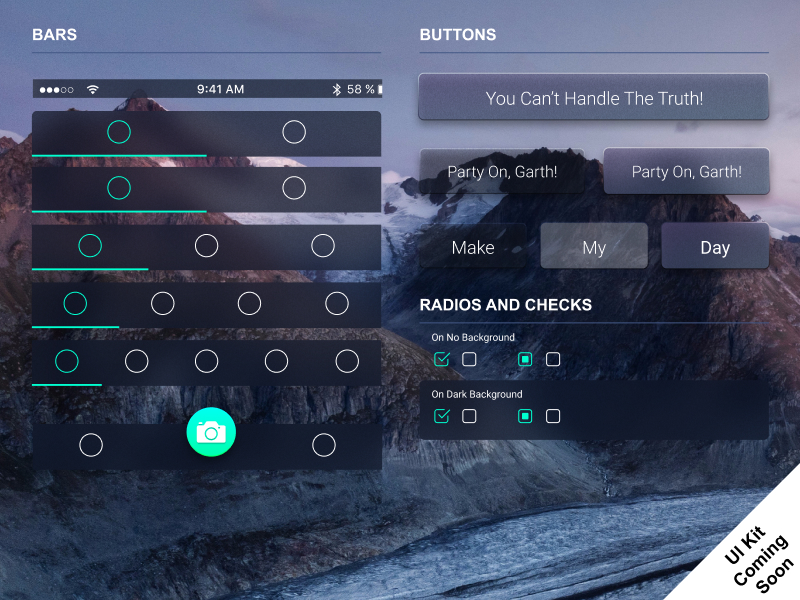 BARS
9:41 AM
58 %
BUTTONS
You Can't Handle The Truth!
Party On, Garth!
Party On, Garth!
Make
My
Day
RADIOS AND CHECKS
On No Background
On Dark Background
UI Kit
Coming
Soon